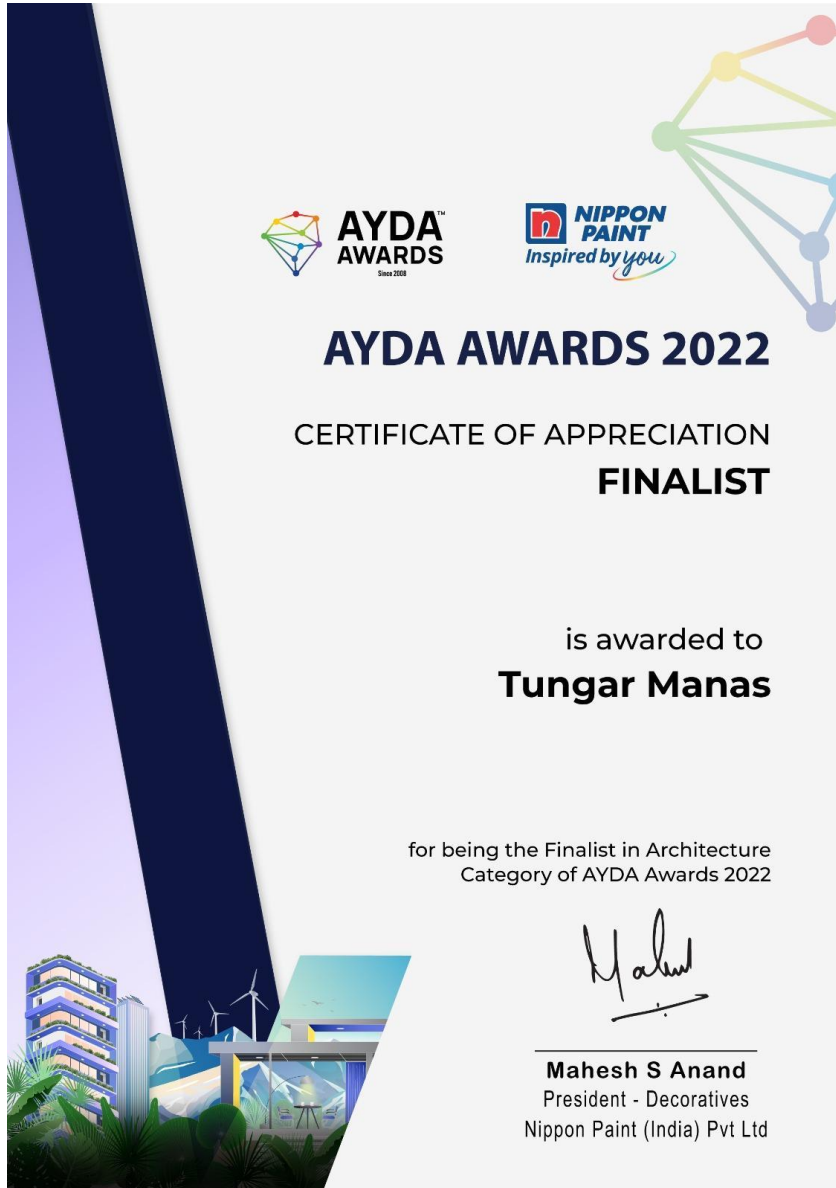 AYDA™
AWARDS
Since 2008
n NIPPON
PAINT
Inspired by you
AYDA AWARDS 2022
CERTIFICATE OF APPRECIATION
FINALIST
is awarded to
Tungar Manas
for being the Finalist in Architecture
Category of AYDA Awards 2022
Mahesh
Mahesh S Anand
President - Decoratives
Nippon Paint (India) Pvt Ltd